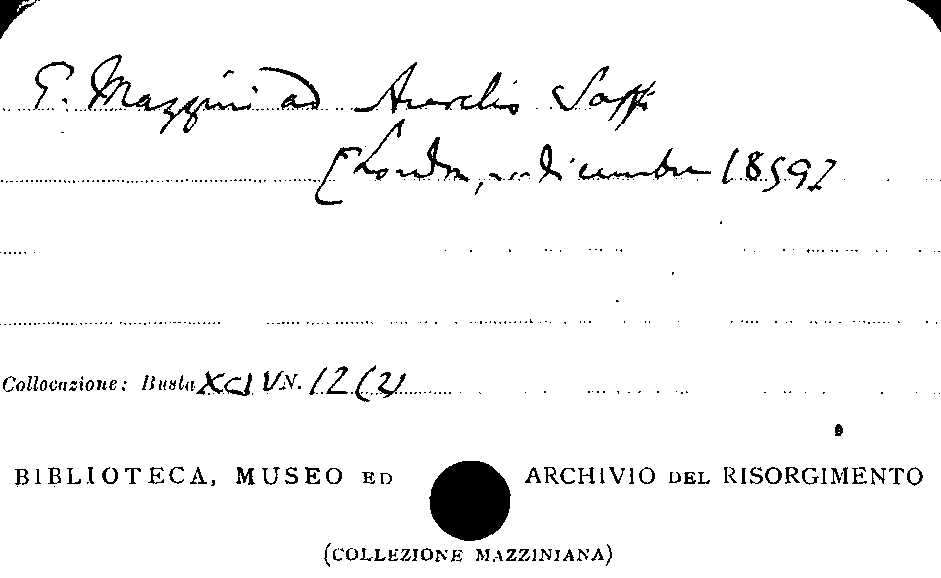 G. Mazzini ad Aurelio Saffi
[Londra, ... dicembre 1859]
Collocazione: Busta XCIV N. 12 (2)
BIBLIOTECA, MUSEO ED ARCHIVIO DEL RISORGIMENTO
(COLLEZIONE MAZZINIANA)